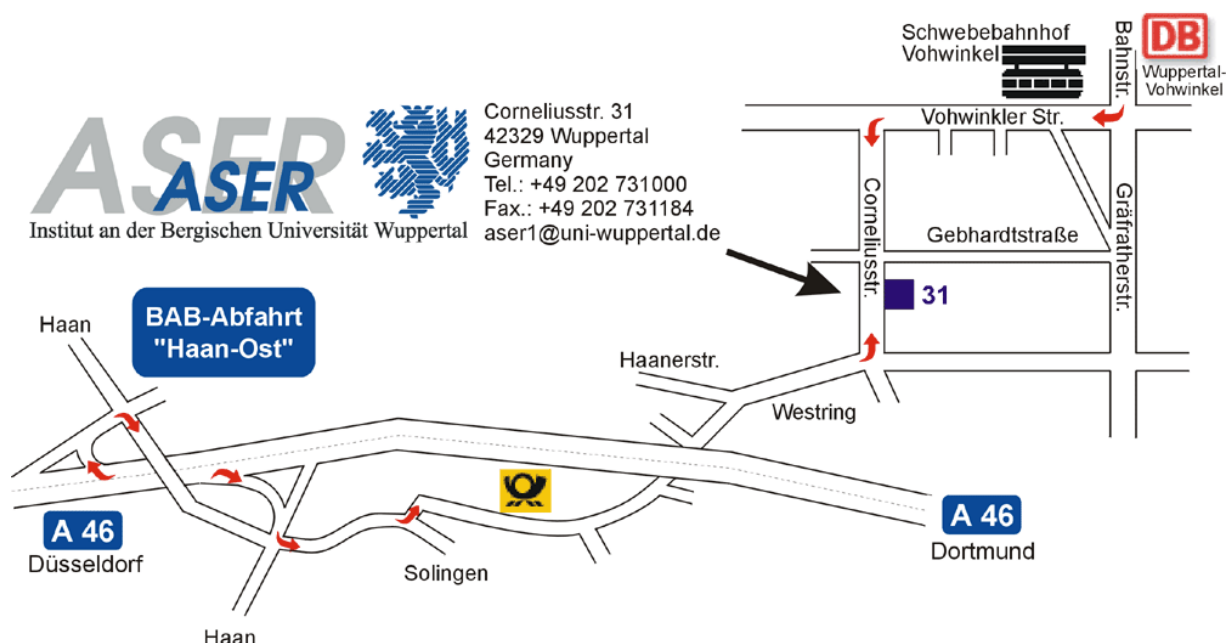 Schwebebahnhof
Vohwinkel
Bahnstr.
DB
Wuppertal-
Vohwinkel
Vohwinkler Str.
ASER
ASER
Institut an der Bergischen Universität Wuppertal
Corneliusstr. 31
42329 Wuppertal
Germany
Tel.: +49 202 731000
Fax.: +49 202 731184
aser1@uni-wuppertal.de
Corneliusstr.
Gebhardtstraße
Gräfratherstr.
31
BAB-Abfahrt
"Haan-Ost"
Haan
Haanerstr.
Westring
A 46
Düsseldorf
Solingen
A 46
Dortmund
Haan